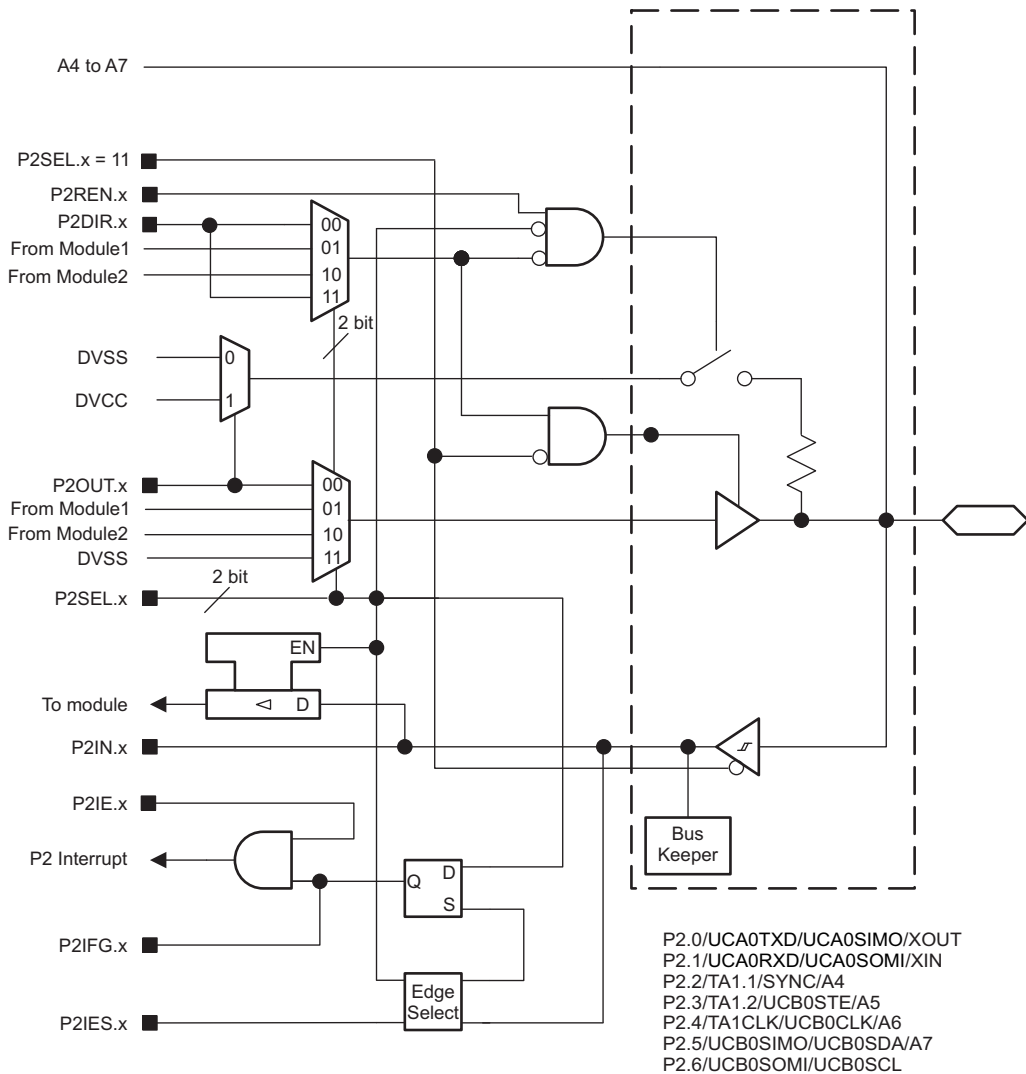 A4 to A7
P2SEL.x = 11
P2REN.x
P2DIR.x
From Module1
From Module2
00
01
10
11
2 bit
DVSS
DVCC
0
1
P2OUT.x
From Module1
From Module2
DVSS
00
01
10
11
2 bit
P2SEL.x
EN
D
To module
P2IN.x
P2IE.x
Bus
Keeper
P2 Interrupt
Q
D
S
P2IFG.x
Edge
Select
P2IES.x
P2.0/UCA0TXD/UCA0SIMO/XOUT
P2.1/UCA0RXD/UCA0SOMI/XIN
P2.2/TA1.1/SYNC/A4
P2.3/TA1.2/UCB0STE/A5
P2.4/TA1CLK/UCB0CLK/A6
P2.5/UCB0SIMO/UCB0SDA/A7
P2.6/UCB0SOMI/UCB0SCL